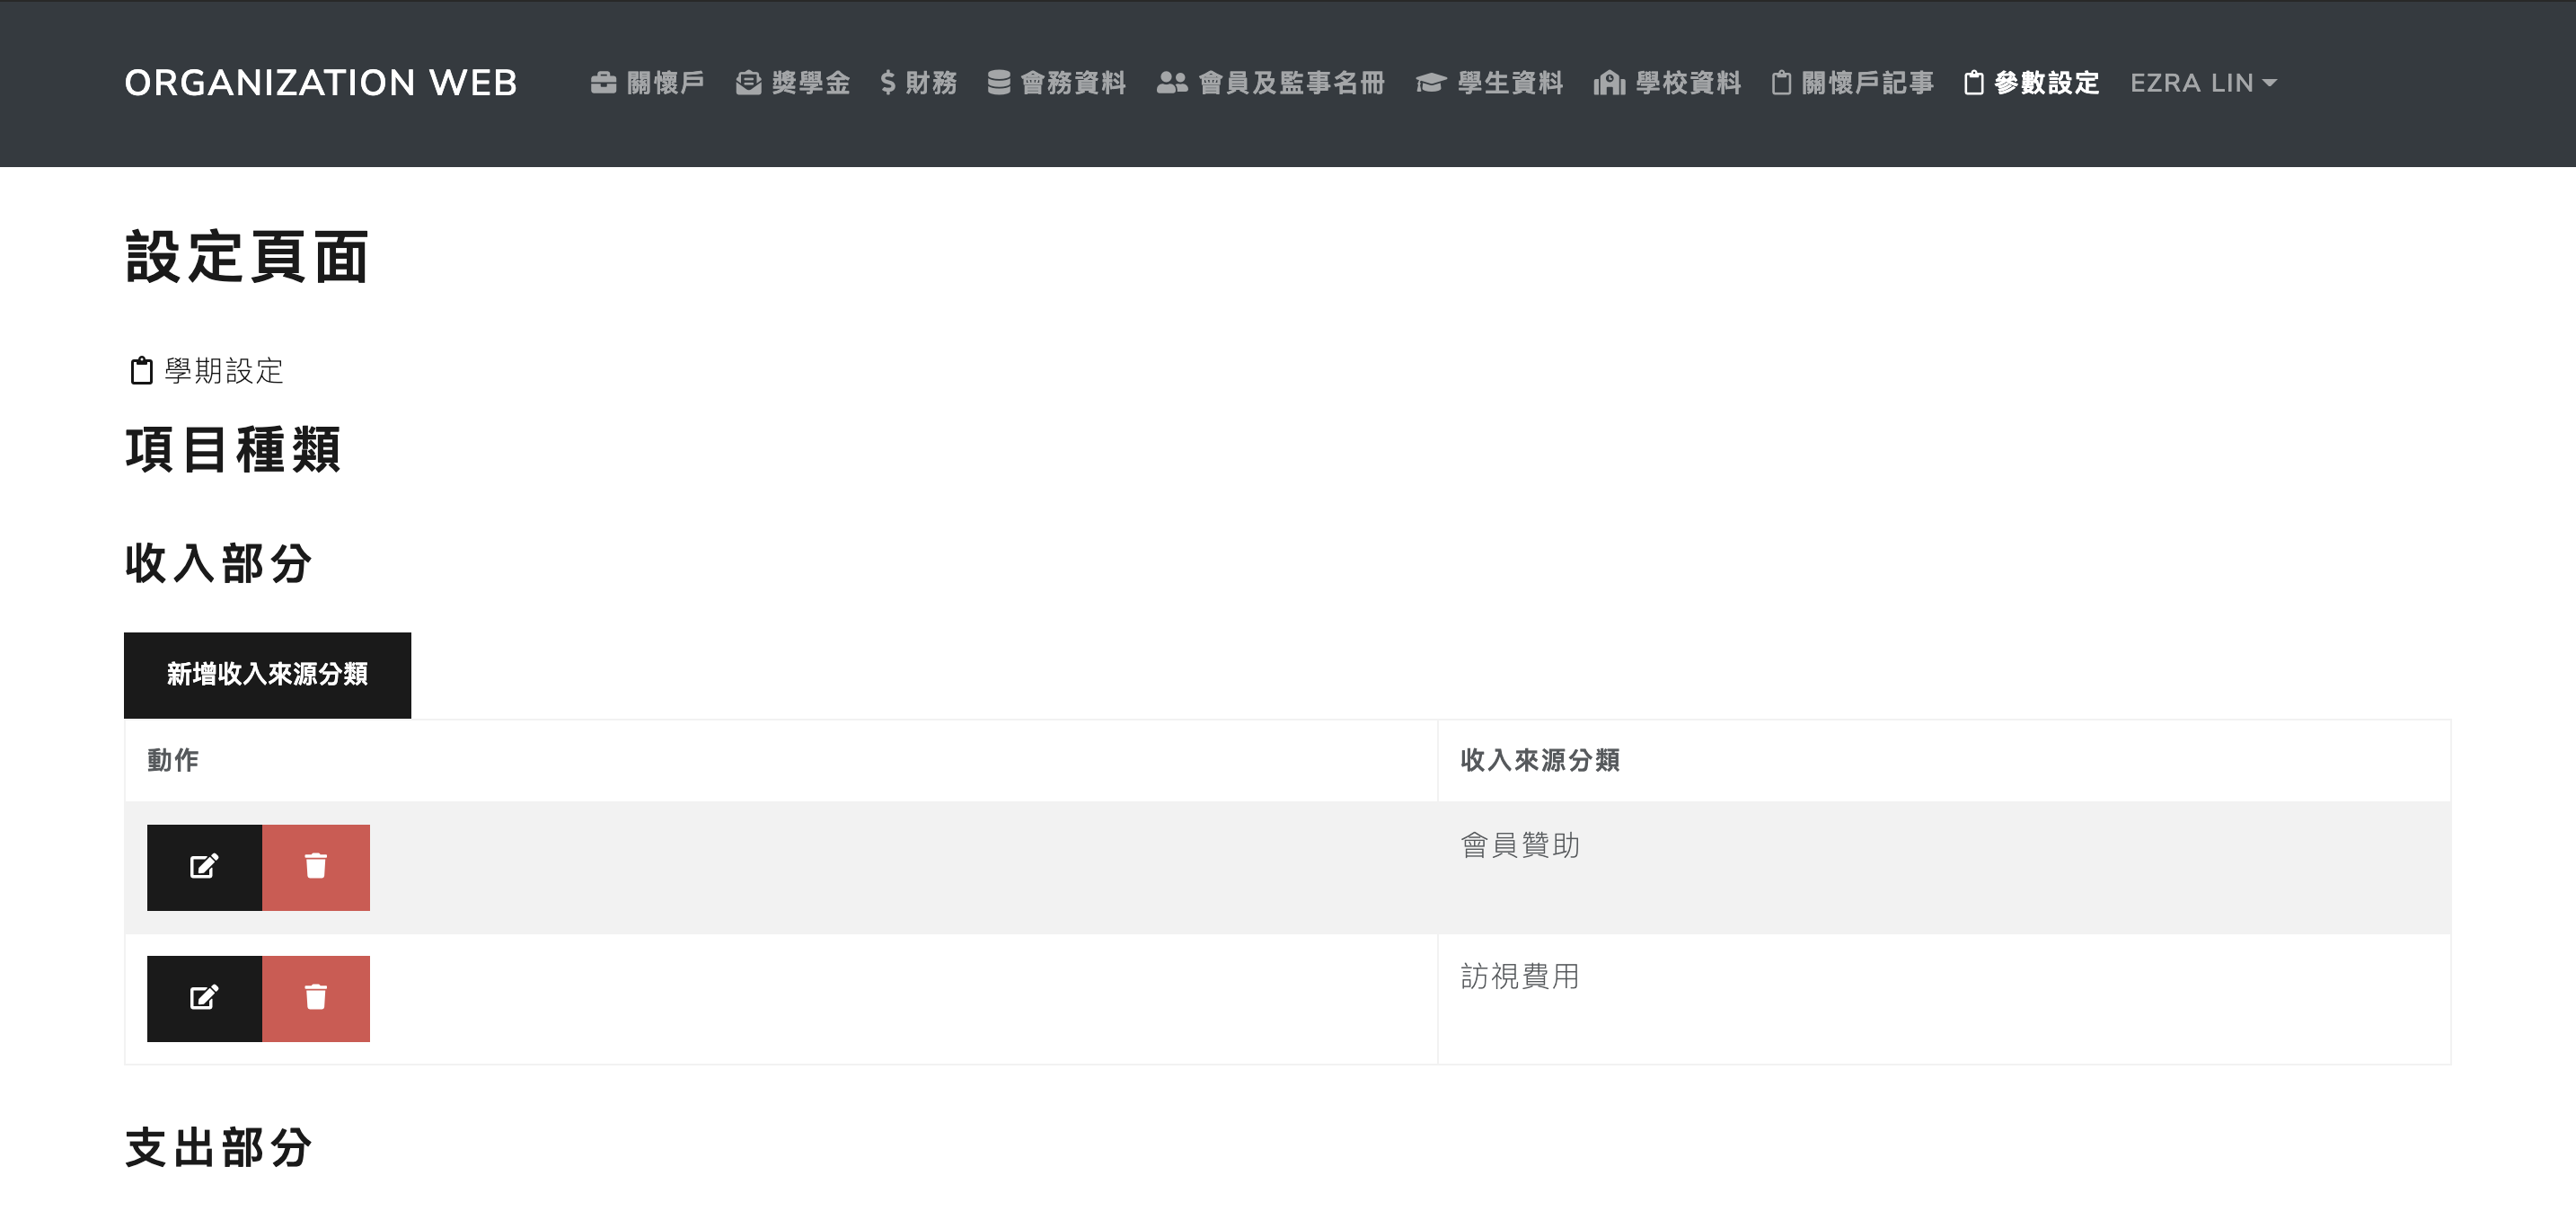 ORGANIZATION WEB 關懷戶 獎學金 財務 會務資料 會員及監事名冊 學生資料 學校資料 關懷戶記事 參數設定 EZRA LIN
設定頁面
學期設定
項目種類
收入部分
新增收入來源分類
動作 收入來源分類
會員贊助
訪視費用
支出部分